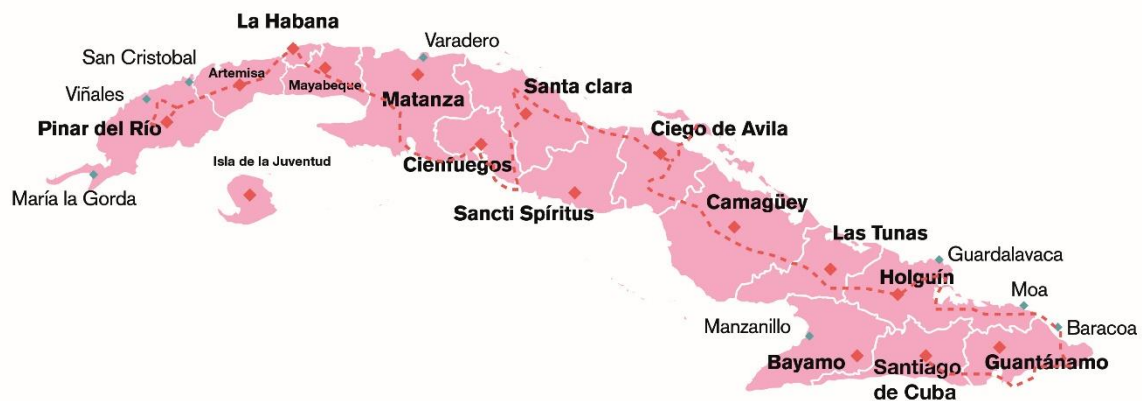 La Habana
San Cristobal
Varadero
Artemisa
Mayabeque
Viñales
Matanza
Santa clara
Pinar del Río
Ciego de Avila
Isla de la Juventud
Cienfuegos
María la Gorda
Sancti Spíritus
Camagüey
Las Tunas
Guardalavaca
Holguín
Moa
Manzanillo
Baracoa
Bayamo
Santiago
de Cuba
Guantánamo